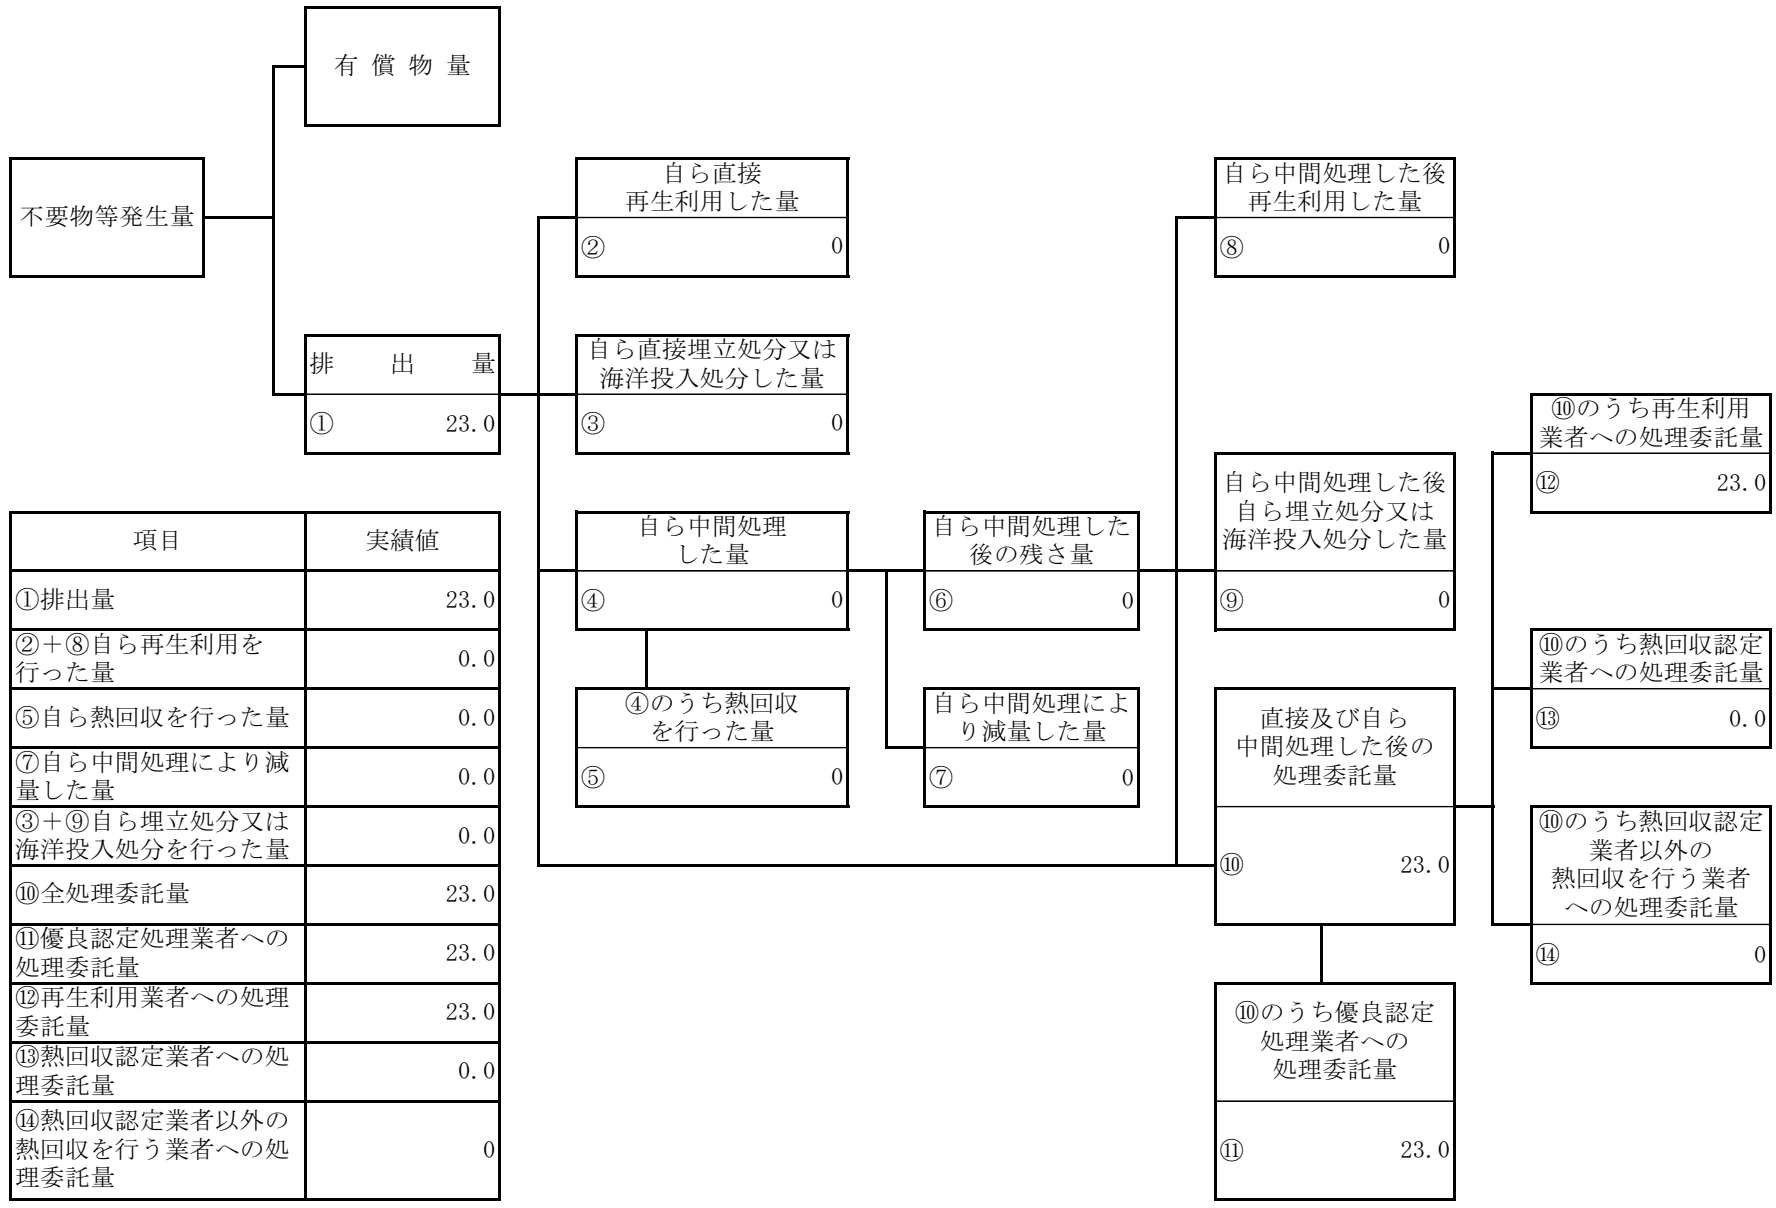 有償物量
不要物等発生量
排出量
① 23.0
自ら直接
再生利用した量
② 0
自ら直接埋立処分又は
海洋投入処分した量
③ 0
自ら中間処理
した量
④ 0
④のうち熱回収
を行った量
⑤ 0
自ら中間処理した
後の残さ量
⑥ 0
自ら中間処理によ
り減量した量
⑦ 0
自ら中間処理した後
再生利用した量
⑧ 0
自ら中間処理した後
自ら埋立処分又は
海洋投入処分した量
⑨ 0
直接及び自ら
中間処理した後の
処理委託量
⑩ 23.0
⑩のうち優良認定
処理業者への
処理委託量
⑪ 23.0
⑩のうち再生利用
業者への処理委託量
⑫ 23.0
⑩のうち熱回収認定
業者への処理委託量
⑬ 0.0
⑩のうち熱回収認定
業者以外の
熱回収を行う業者
への処理委託量
⑭ 0
項目 実績値
①排出量 23.0
②＋⑧自ら再生利用を
行った量 0.0
⑤自ら熱回収を行った量 0.0
⑦自ら中間処理により減
量した量 0.0
③＋⑨自ら埋立処分又は
海洋投入処分を行った量 0.0
⑩全処理委託量 23.0
⑪優良認定処理業者への
処理委託量 23.0
⑫再生利用業者への処理
委託量 23.0
⑬熱回収認定業者への処
理委託量 0.0
⑭熱回収認定業者以外の
熱回収を行う業者への処
理委託量 0